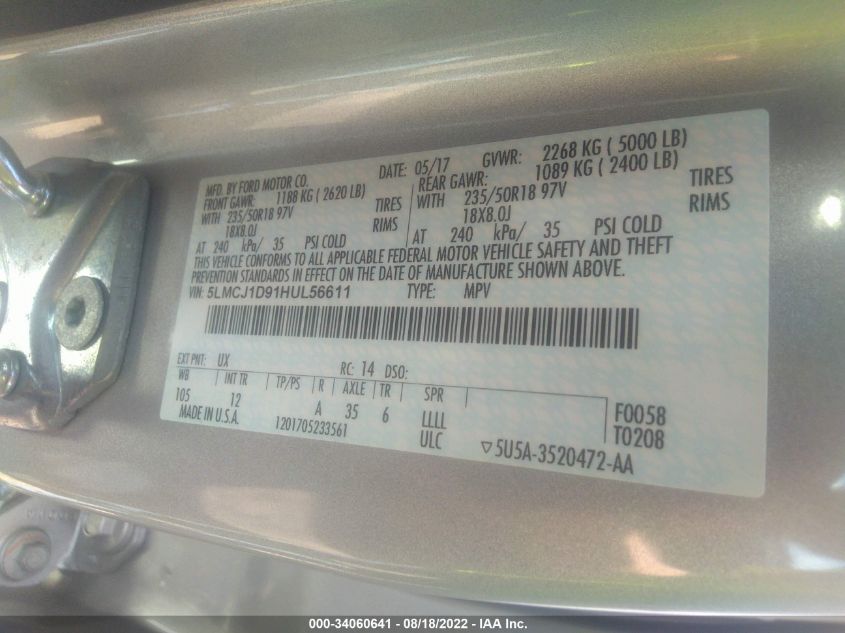 MFD. BY FORD MOTOR CO.
DATE: 05/17 GVWR: 2268 KG ( 5000 LB)
FRONT GAWR: 1188 KG ( 2620 LB) REAR GAWR: 1089 KG ( 2400 LB)
WITH 235/50R18 97V TIRES WITH 235/50R18 97V TIRES
18X8.0J RIMS 18X8.0J RIMS
AT 240 kPa/ 35 PSI COLD AT 240 kPa/ 35 PSI COLD
THIS VEHICLE CONFORMS TO ALL APPLICABLE FEDERAL MOTOR VEHICLE SAFETY AND THEFT
PREVENTION STANDARDS IN EFFECT ON THE DATE OF MANUFACTURE SHOWN ABOVE.
VIN: 5LMCJ1D91HUL56611 TYPE: MPV
EXT PNT: UX RC: 14 DSO:
WB INT TR TP/PS R AXLE TR SPR
105 12 A 35 6 LLLL F0058
MADE IN U.S.A. 1201705233561 ULC T0208
5U5A-3520472-AA
000-34060641 - 08/18/2022 - IAA Inc.